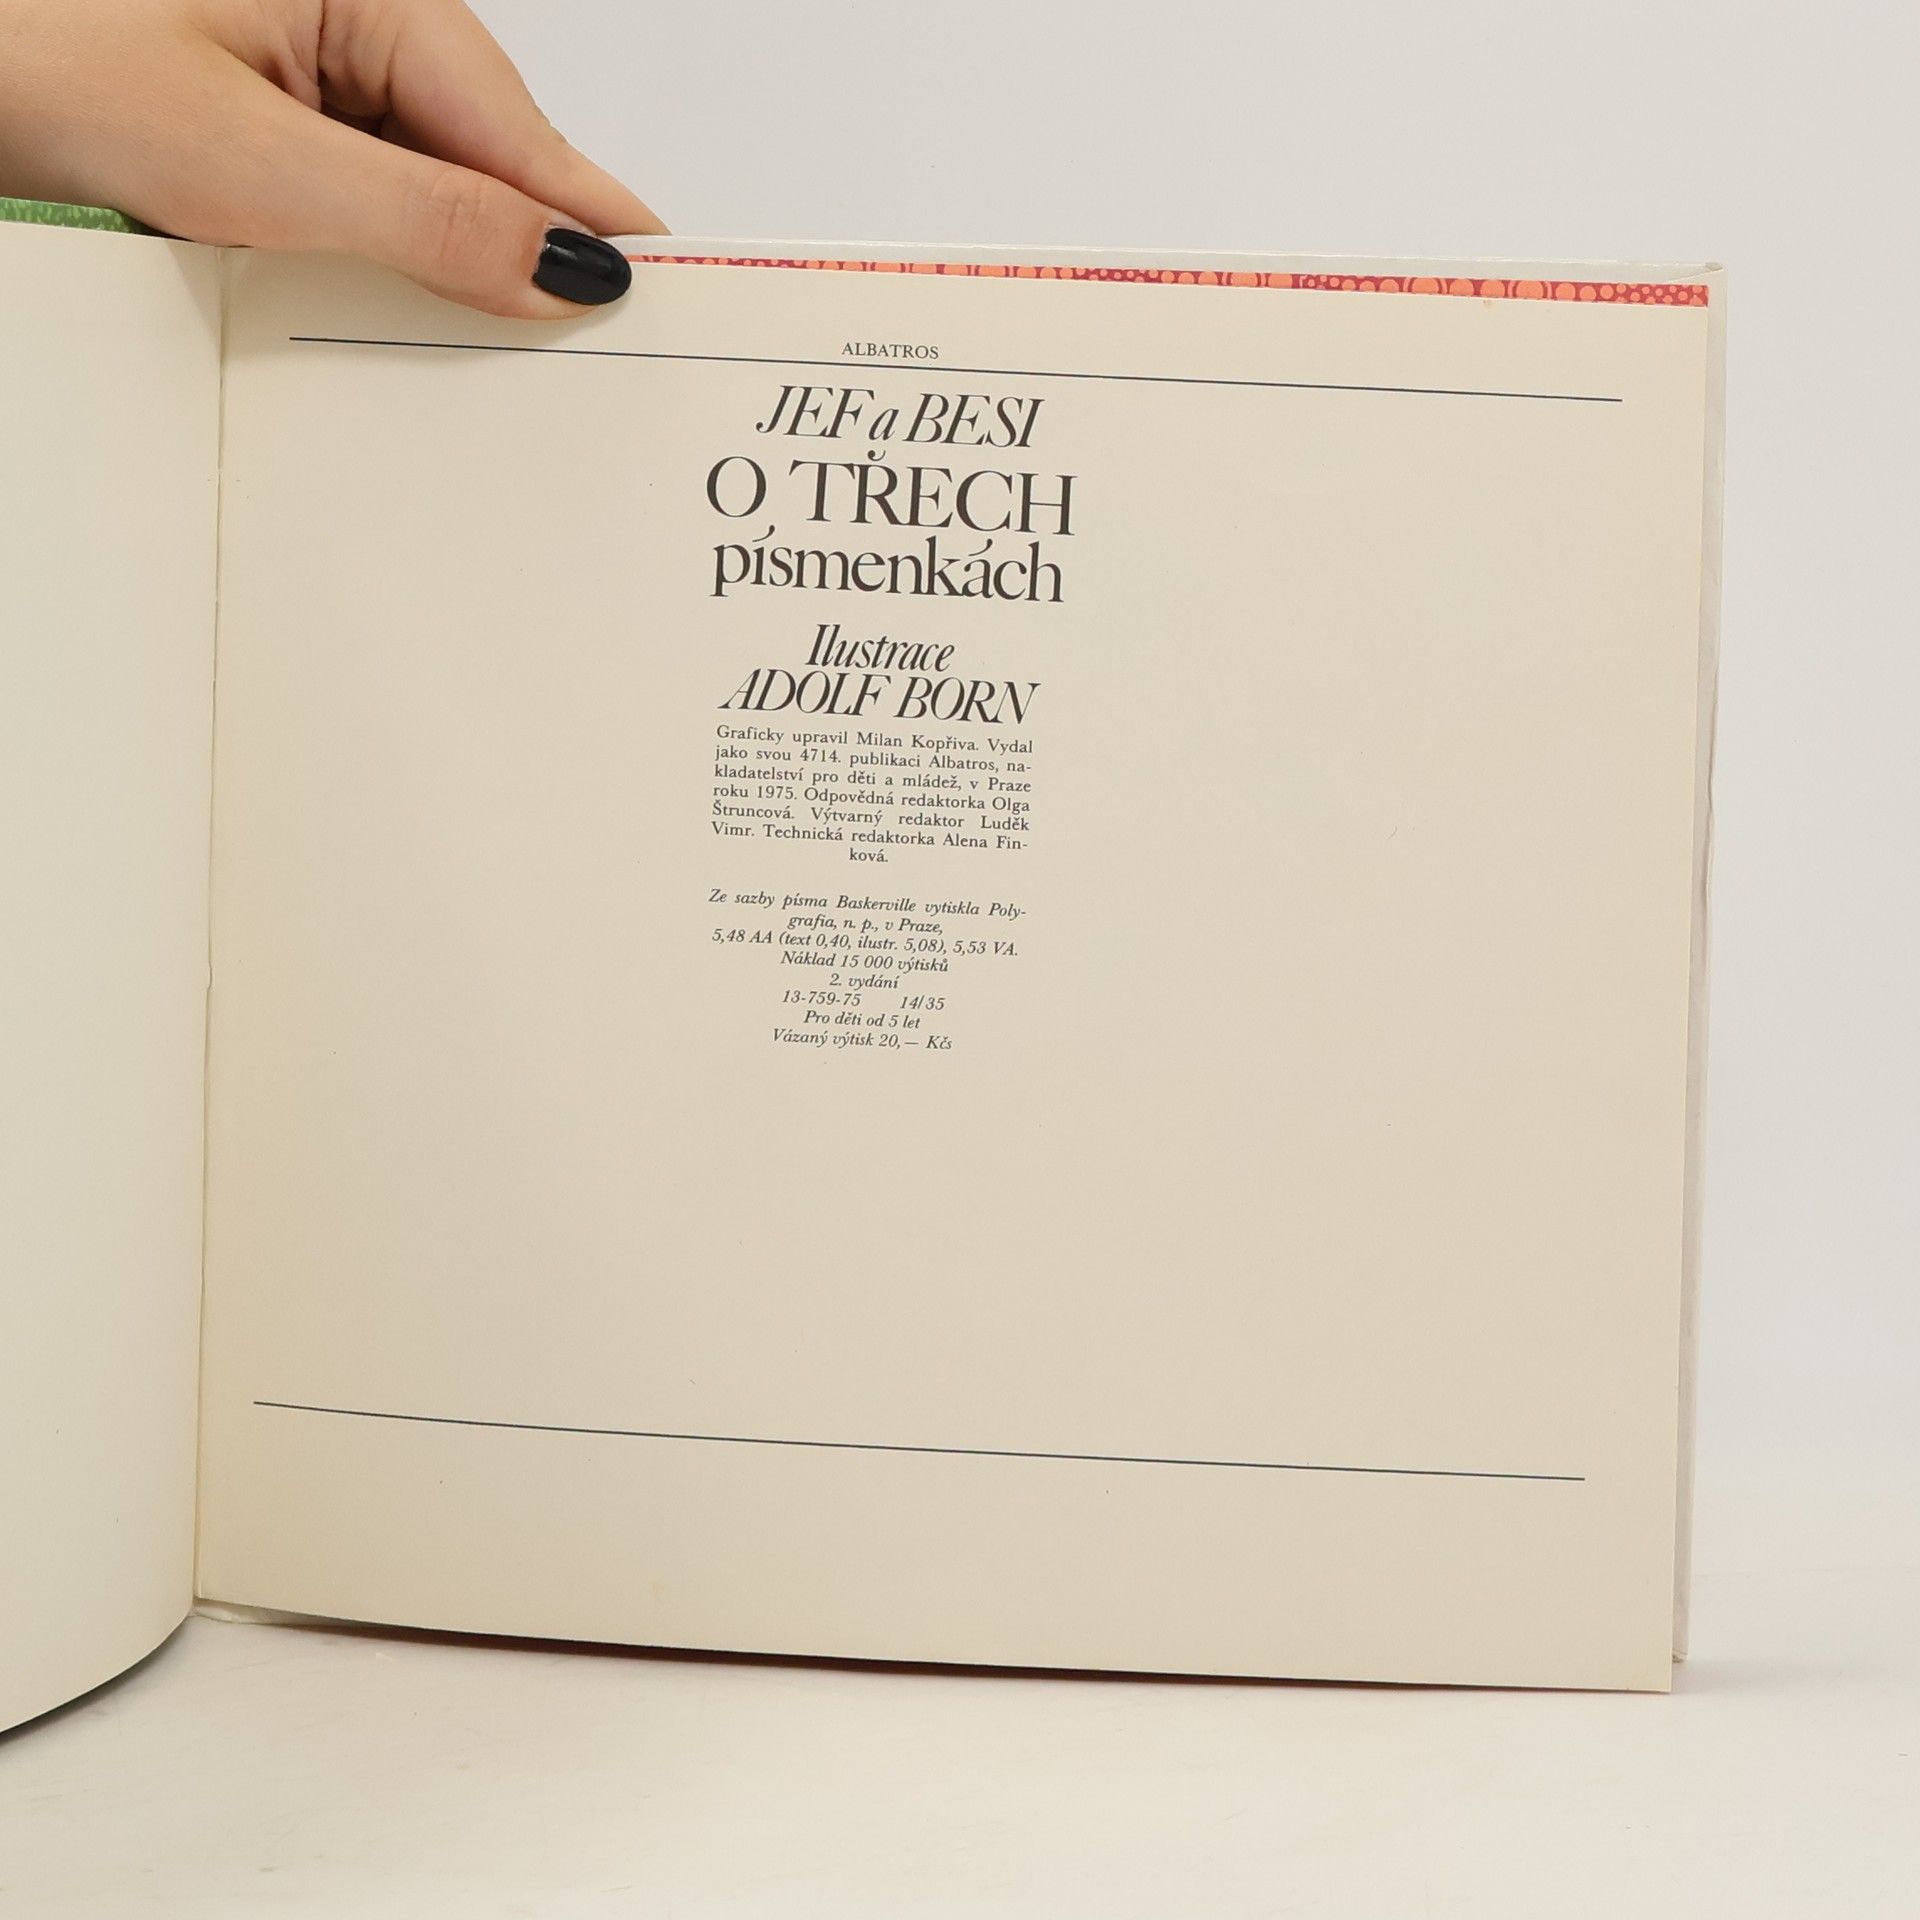 ALBATROS
JEF a BESI
O TŘECH
písmenkách
Ilustrace
ADOLF BORN
Graficky upravil Milan Kopřiva. Vydal
jako svou 4714. publikaci Albatros, na-
kladatelství pro děti a mládež, v Praze
roku 1975. Odpovědná redaktorka Olga
Štruncová. Výtvarný redaktor Luděk
Vimr. Technická redaktorka Alena Fin-
ková.
Ze sazby písma Baskerville vytiskla Poly-
grafia, n. p., v Praze,
5,48 AA (text 0,40, ilustr. 5,08), 5,53 VA.
Náklad 15 000 výtisků
2. vydání
13-759-75 14/35
Pro děti od 5 let
Vázaný výtisk 20,— Kčs